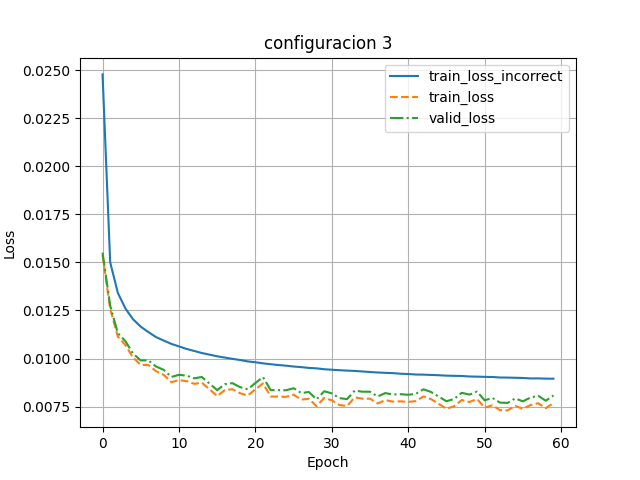 configuracion 3
train_loss_incorrect
train_loss
valid_loss
Loss
0.0250
0.0225
0.0200
0.0175
0.0150
0.0125
0.0100
0.0075
0 10 20 30 40 50 60
Epoch